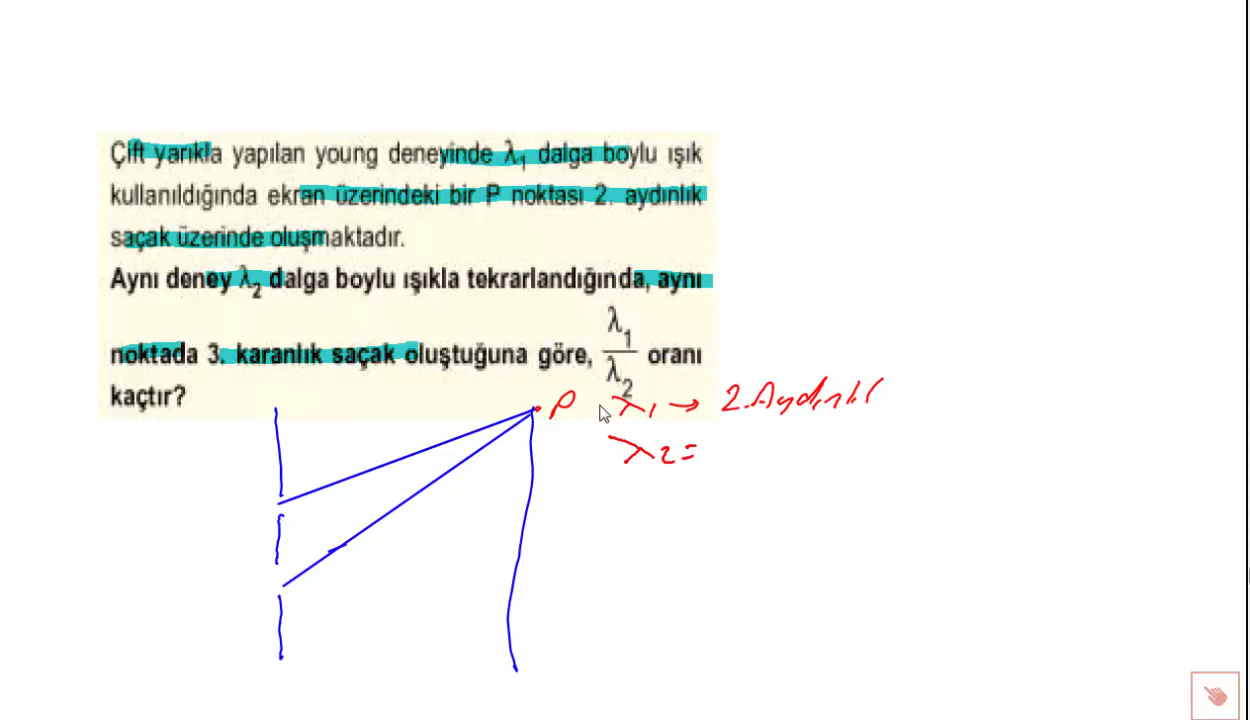 Çift yarıkla yapılan young deneyinde λ₁ dalga boylu ışık
kullanıldığında ekran üzerindeki bir P noktası 2. aydınlık
saçak üzerinde oluşmaktadır.
Aynı deney λ₂ dalga boylu ışıkla tekrarlandığında, aynı
noktada 3. karanlık saçak oluştuğuna göre, λ₁/λ₂ oranı
kaçtır?
P λ1 → 2.Aydınlık
λ2=